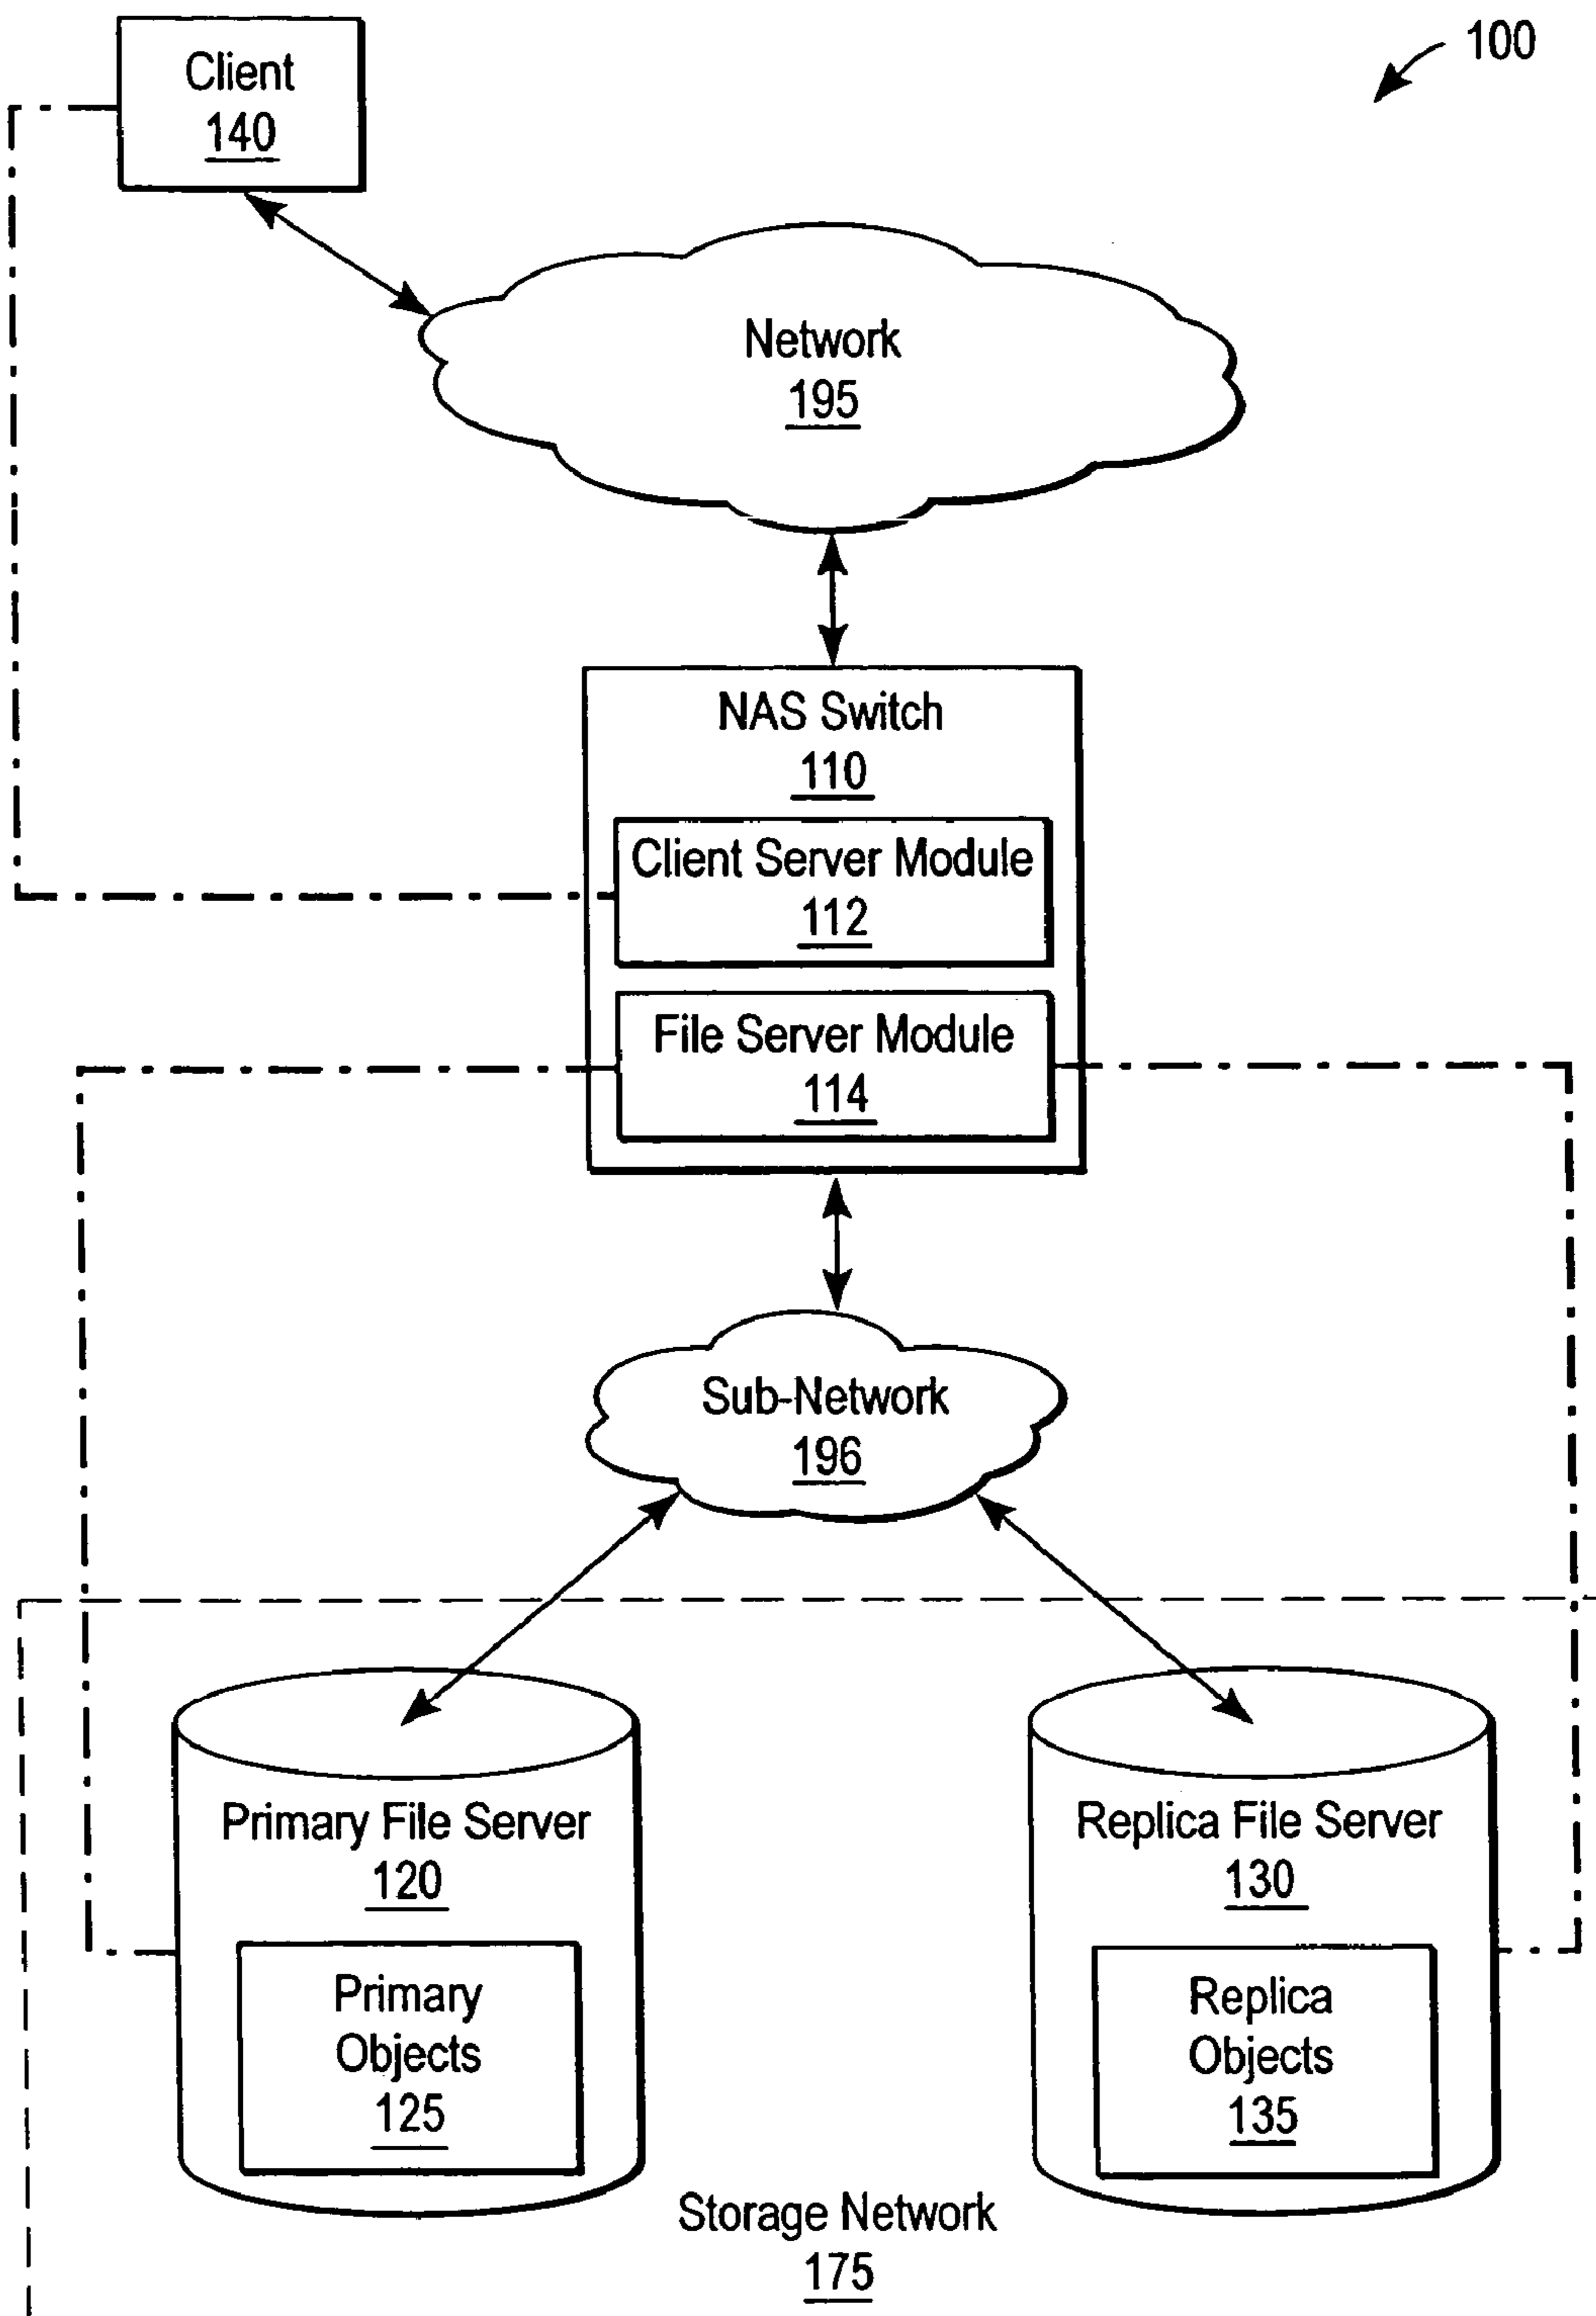 100
Client
140
Network
195
NAS Switch
110
Client Server Module
112
File Server Module
114
Sub-Network
196
Primary File Server
120
Primary
Objects
125
Replica File Server
130
Replica
Objects
135
Storage Network
175